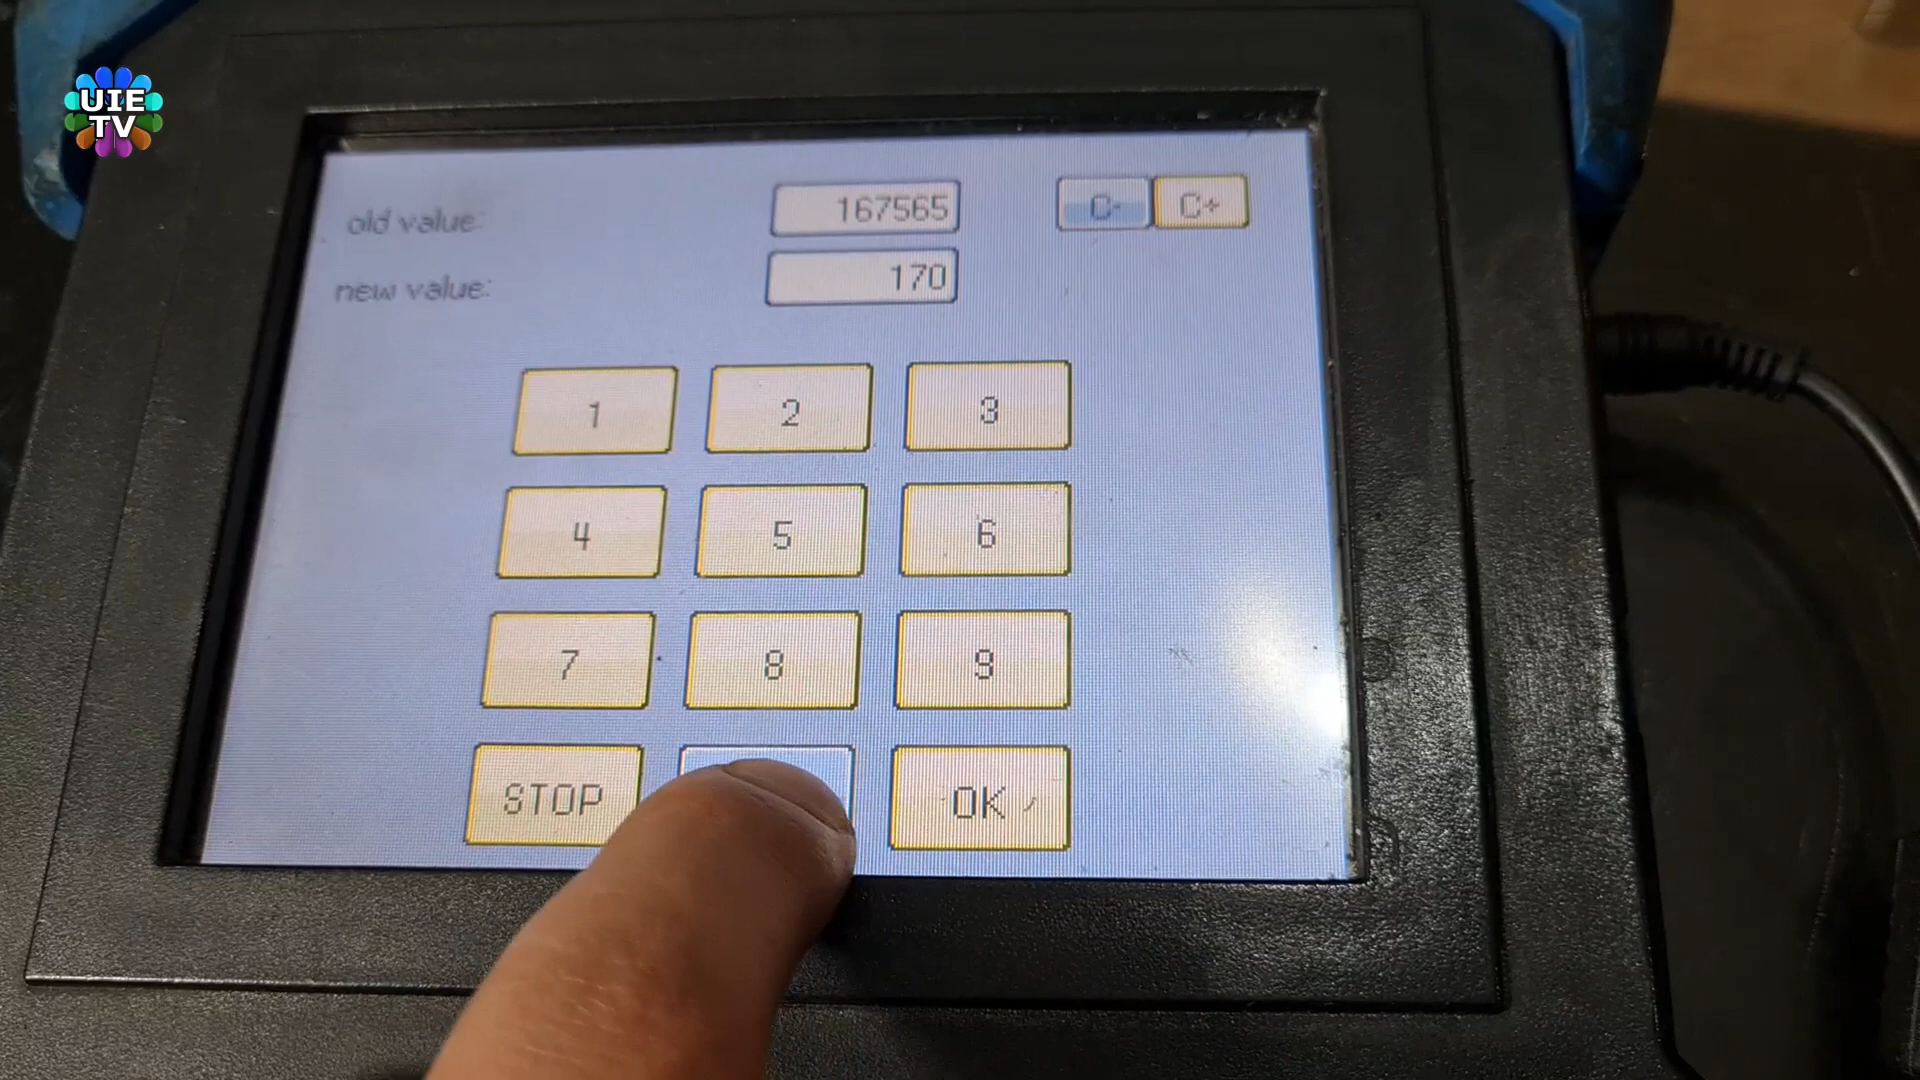 UIE
TV
old value: 167565 C- C+
new value: 170
1 2 3
4 5 6
7 8 9
STOP OK